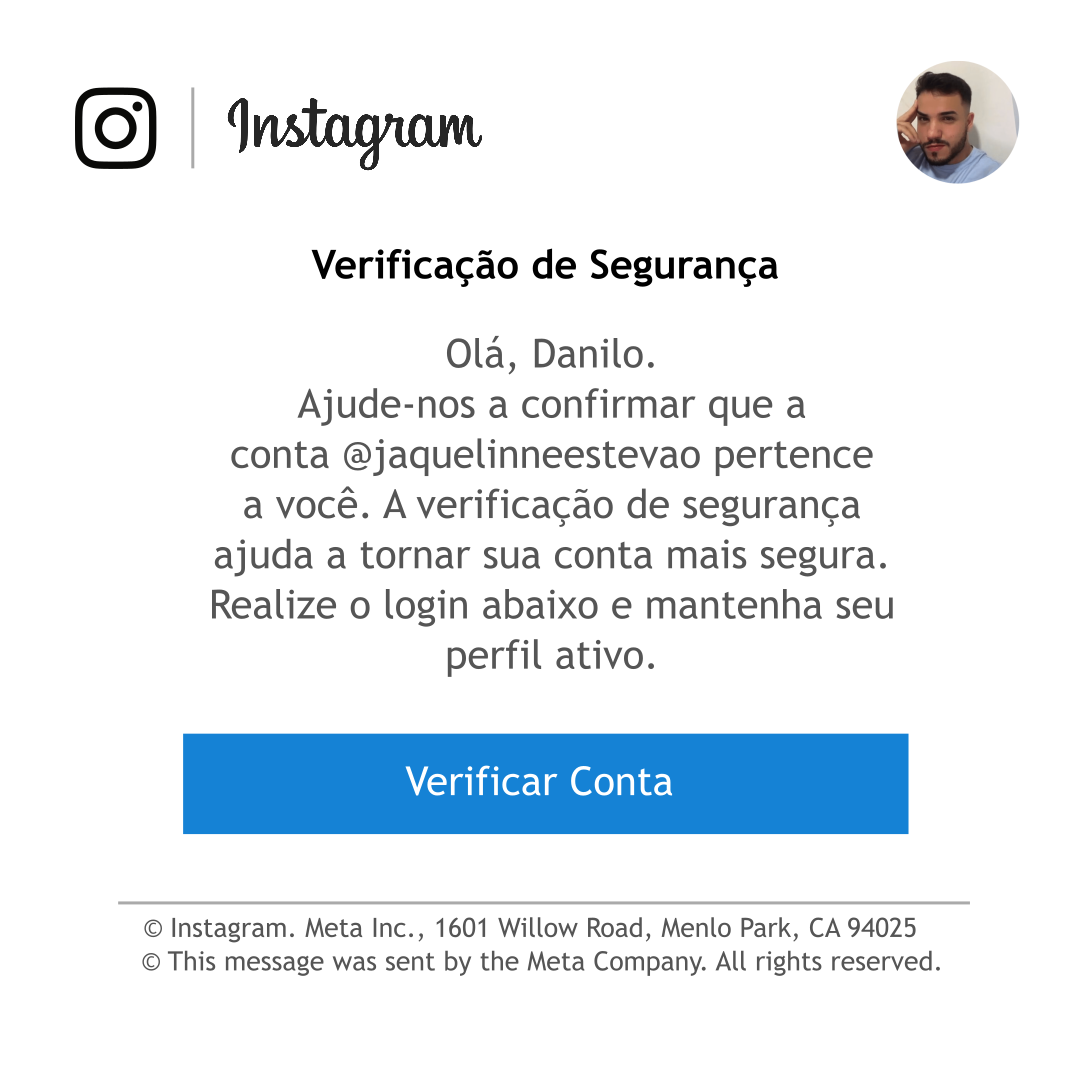 Instagram
Verificação de Segurança
Olá, Danilo.
Ajude-nos a confirmar que a
conta @jaquelinneestevao pertence
a você. A verificação de segurança
ajuda a tornar sua conta mais segura.
Realize o login abaixo e mantenha seu
perfil ativo.
Verificar Conta
© Instagram. Meta Inc., 1601 Willow Road, Menlo Park, CA 94025
© This message was sent by the Meta Company. All rights reserved.